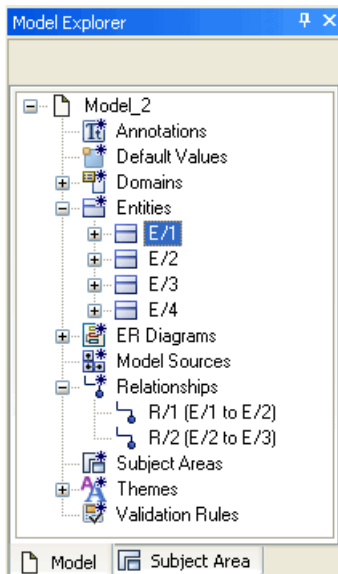 Model Explorer
Model_2
Annotations
Default Values
Domains
Entities
E/1
E/2
E/3
E/4
ER Diagrams
Model Sources
Relationships
R/1 (E/1 to E/2)
R/2 (E/2 to E/3)
Subject Areas
Themes
Validation Rules
Model Subject Area